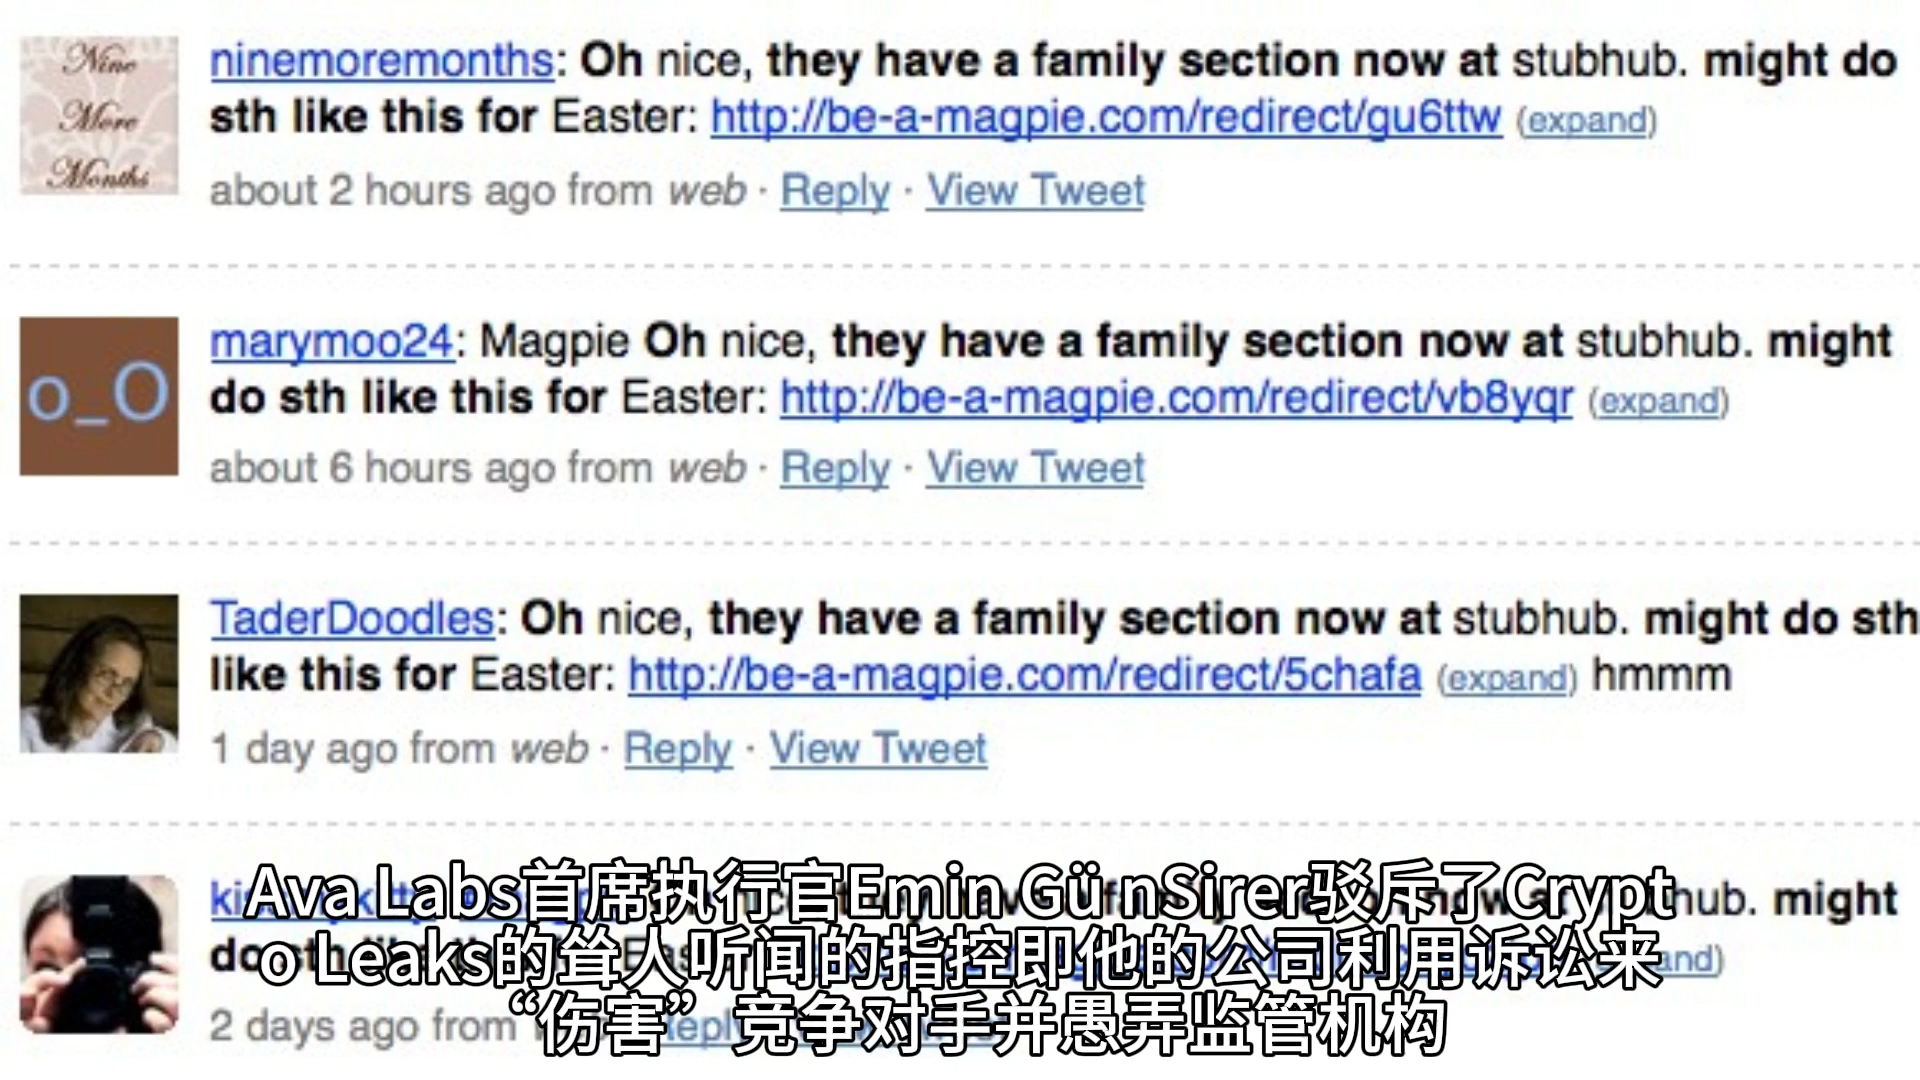 Nine
More
Months
ninemoremonths: Oh nice, they have a family section now at stubhub. might do
sth like this for Easter: http://be-a-magpie.com/redirect/gu6ttw (expand)
about 2 hours ago from web · Reply · View Tweet
o_O
marymoo24: Magpie Oh nice, they have a family section now at stubhub. might
do sth like this for Easter: http://be-a-magpie.com/redirect/vb8yqr (expand)
about 6 hours ago from web · Reply · View Tweet
TaderDoodles: Oh nice, they have a family section now at stubhub. might do sth
like this for Easter: http://be-a-magpie.com/redirect/5chafa (expand) hmmm
1 day ago from web · Reply · View Tweet
might
2 days ago from
Ava Labs首席执行官Emin Gü nSirer驳斥了Crypt
o Leaks的耸人听闻的指控即他的公司利用诉讼来
“伤害”竞争对手并愚弄监管机构